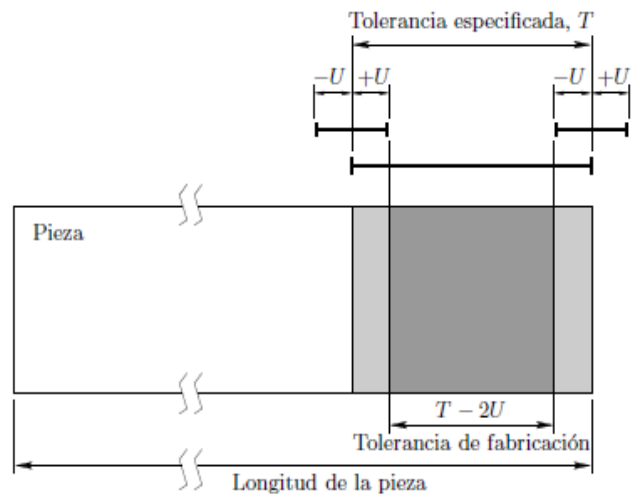 Tolerancia especificada, T
−U +U −U +U
Pieza
T − 2U
Tolerancia de fabricación
Longitud de la pieza